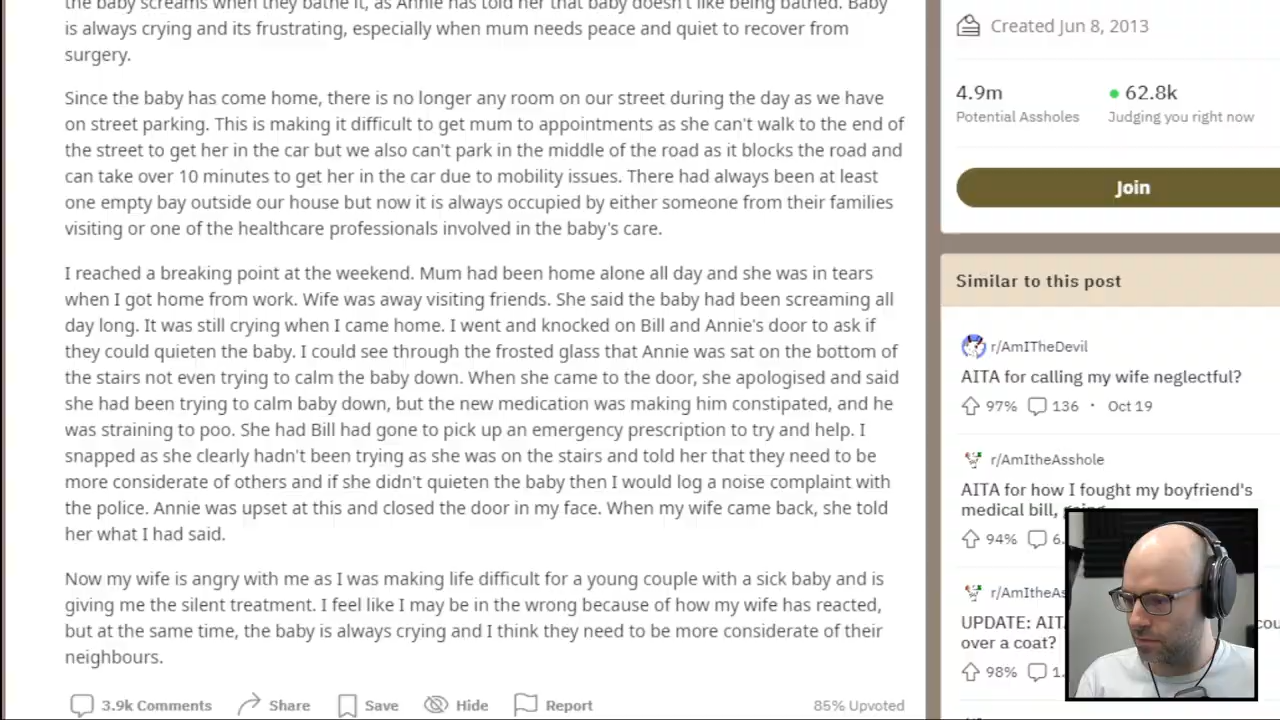 the baby screams when they bathe it, as Annie has told her that baby doesn't like being bathed. Baby
is always crying and its frustrating, especially when mum needs peace and quiet to recover from
surgery.
Since the baby has come home, there is no longer any room on our street during the day as we have
on street parking. This is making it difficult to get mum to appointments as she can't walk to the end of
the street to get her in the car but we also can't park in the middle of the road as it blocks the road and
can take over 10 minutes to get her in the car due to mobility issues. There had always been at least
one empty bay outside our house but now it is always occupied by either someone from their families
visiting or one of the healthcare professionals involved in the baby's care.
I reached a breaking point at the weekend. Mum had been home alone all day and she was in tears
when I got home from work. Wife was away visiting friends. She said the baby had been screaming all
day long. It was still crying when I came home. I went and knocked on Bill and Annie's door to ask if
they could quieten the baby. I could see through the frosted glass that Annie was sat on the bottom of
the stairs not even trying to calm the baby down. When she came to the door, she apologised and said
she had been trying to calm baby down, but the new medication was making him constipated, and he
was straining to poo. She had Bill had gone to pick up an emergency prescription to try and help. I
snapped as she clearly hadn't been trying as she was on the stairs and told her that they need to be
more considerate of others and if she didn't quieten the baby then I would log a noise complaint with
the police. Annie was upset at this and closed the door in my face. When my wife came back, she told
her what I had said.
Now my wife is angry with me as I was making life difficult for a young couple with a sick baby and is
giving me the silent treatment. I feel like I may be in the wrong because of how my wife has reacted,
but at the same time, the baby is always crying and I think they need to be more considerate of their
neighbours.
3.9k Comments Share Save Hide Report 85% Upvoted
Created Jun 8, 2013
4.9m 62.8k
Potential Assholes Judging you right now
Join
Similar to this post
r/AmITheDevil
AITA for calling my wife neglectful?
97% 136 · Oct 19
r/AmItheAsshole
AITA for how I fought my boyfriend's
medical bill,
94% 6.
r/AmItheAs
UPDATE: AIT
over a coat?
98% 1.